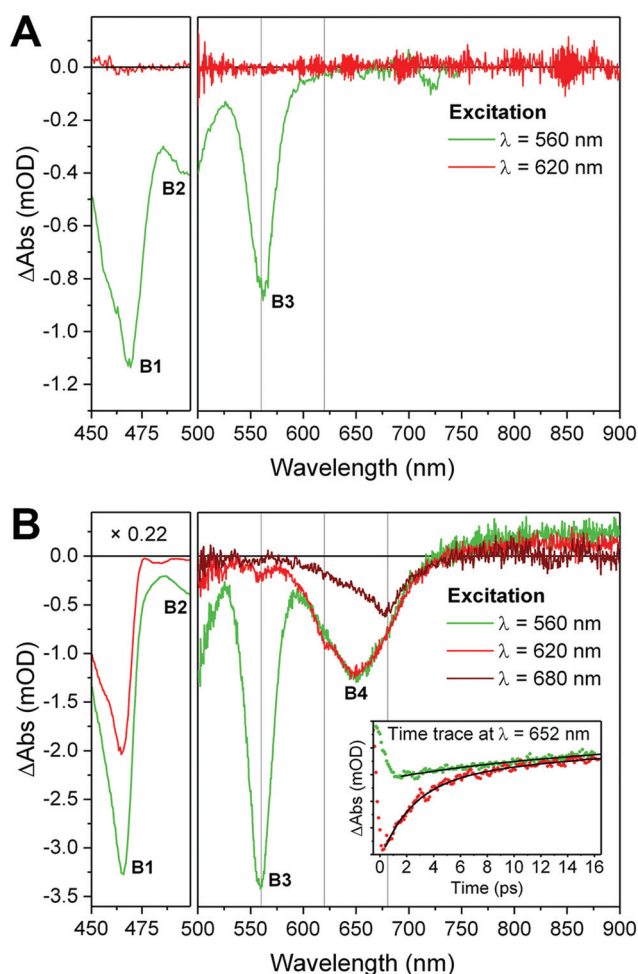 A
0.0
-0.2
-0.4
-0.6
-0.8
-1.0
-1.2
ΔAbs (mOD)
B1
B2
B3
Excitation
λ = 560 nm
λ = 620 nm
450 475 500 550 600 650 700 750 800 850 900
Wavelength (nm)
B
× 0.22
0.0
-0.5
-1.0
-1.5
-2.0
-2.5
-3.0
-3.5
ΔAbs (mOD)
B1
B2
B3
B4
Excitation
λ = 560 nm
λ = 620 nm
λ = 680 nm
Time trace at λ = 652 nm
ΔAbs (mOD)
0 2 4 6 8 10 12 14 16
Time (ps)
450 475 500 550 600 650 700 750 800 850 900
Wavelength (nm)